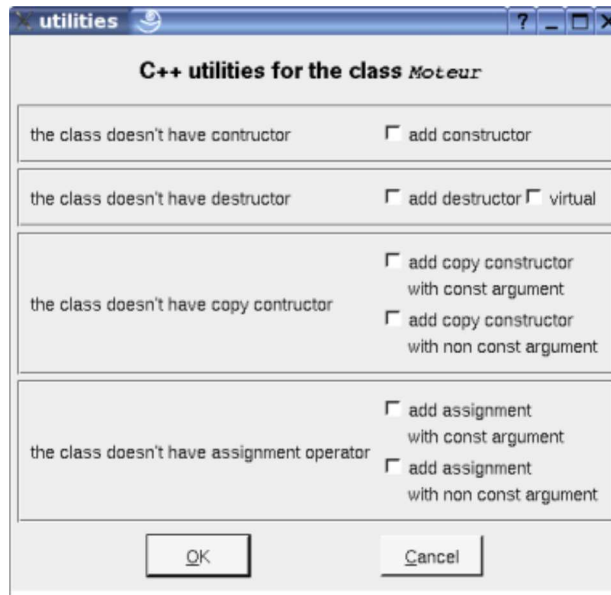 utilities
C++ utilities for the class Moteur
the class doesn't have contructor
add constructor
the class doesn't have destructor
add destructor
virtual
the class doesn't have copy contructor
add copy constructor
with const argument
add copy constructor
with non const argument
the class doesn't have assignment operator
add assignment
with const argument
add assignment
with non const argument
OK
Cancel